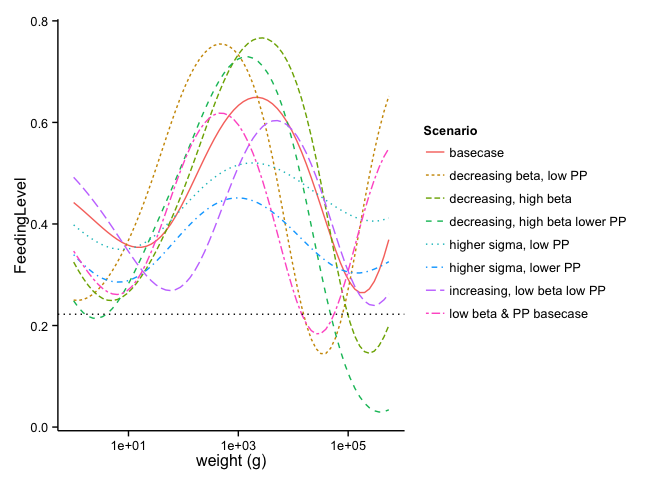 0.8
0.6
0.4
0.2
0.0
FeedingLevel
1e+01
1e+03
1e+05
weight (g)
Scenario
basecase
decreasing beta, low PP
decreasing, high beta
decreasing, high beta lower PP
higher sigma, low PP
higher sigma, lower PP
increasing, low beta low PP
low beta & PP basecase